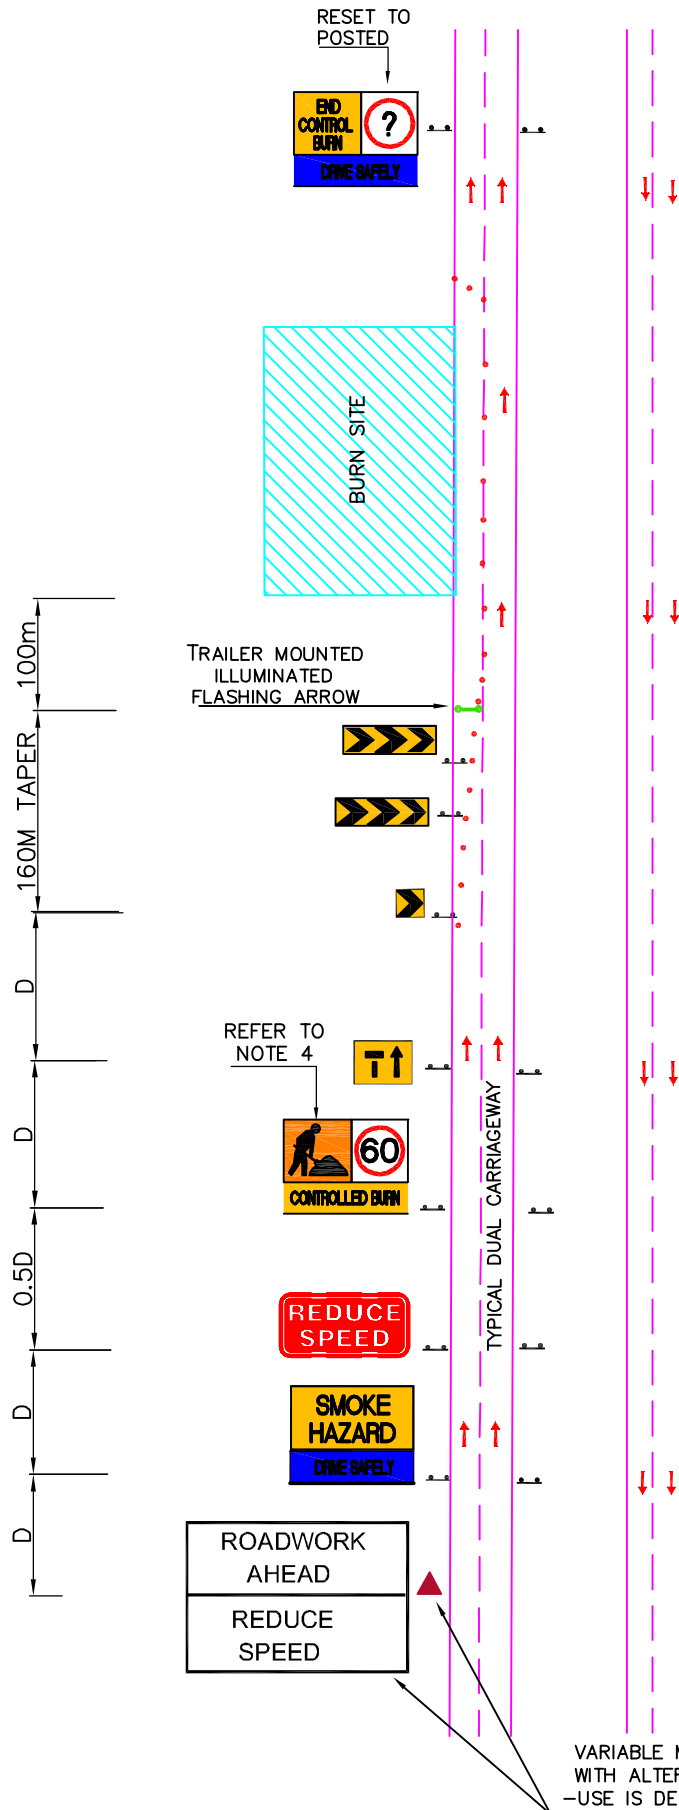 RESET TO
POSTED
END
CONTROL
BURN
?
DRIVE SAFELY
BURN SITE
100m
TRAILER MOUNTED
ILLUMINATED
FLASHING ARROW
160M TAPER
D
REFER TO
NOTE 4
D
60
CONTROLLED BURN
TYPICAL DUAL CARRIAGEWAY
0.5D
REDUCE
SPEED
D
SMOKE
HAZARD
DRIVE SAFELY
D
ROADWORK
AHEAD
REDUCE
SPEED
VARIABLE
WITH
-USE IS